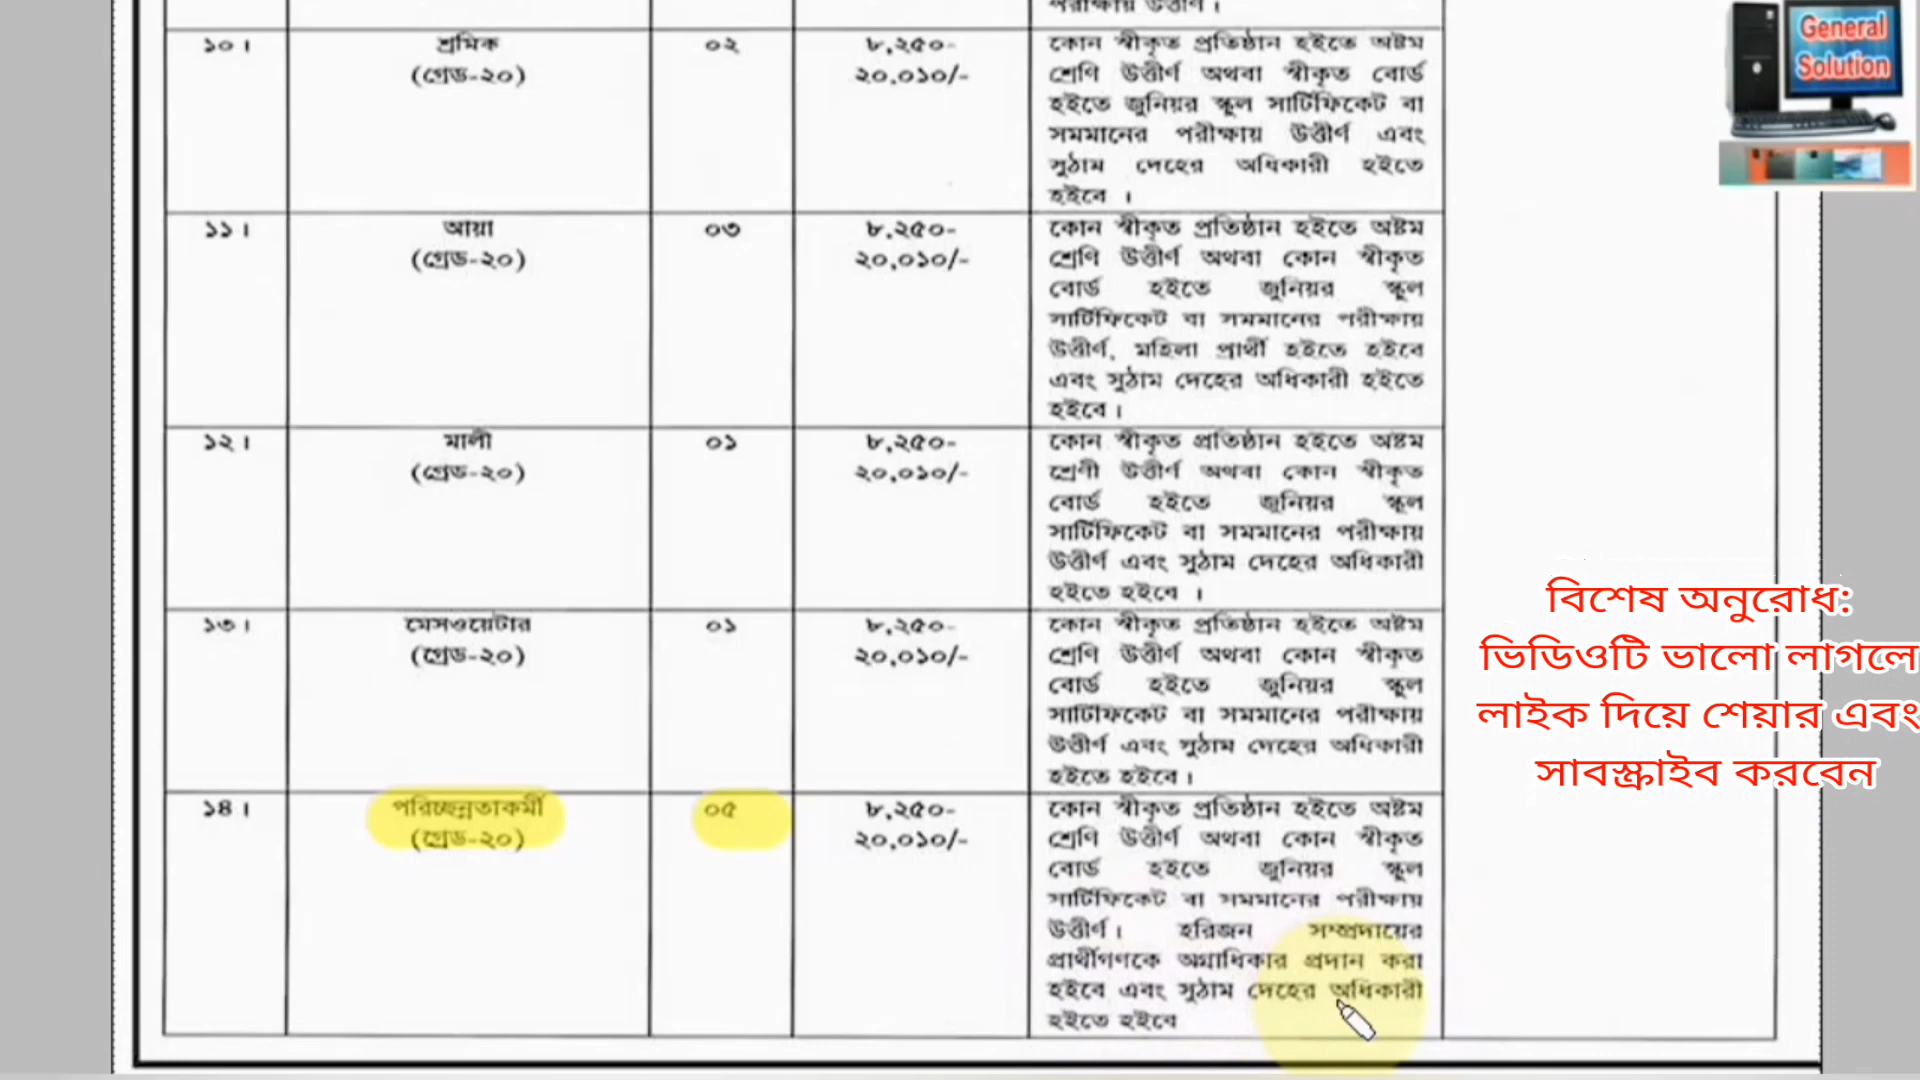 পরীক্ষায় উত্তীর্ণ।
১০। শ্রমিক ০২ ৮,২৫০- কোন স্বীকৃত প্রতিষ্ঠান হইতে অষ্টম
(গ্রেড-২০) ২০,০১০/- শ্রেণি উত্তীর্ণ অথবা স্বীকৃত বোর্ড
হইতে জুনিয়র স্কুল সার্টিফিকেট বা
সমমানের পরীক্ষায় উত্তীর্ণ এবং
সুঠাম দেহের অধিকারী হইতে
হইবে ।
১১। আয়া ০৩ ৮,২৫০- কোন স্বীকৃত প্রতিষ্ঠান হইতে অষ্টম
(গ্রেড-২০) ২০,০১০/- শ্রেণি উত্তীর্ণ অথবা কোন স্বীকৃত
বোর্ড হইতে জুনিয়র স্কুল
সার্টিফিকেট বা সমমানের পরীক্ষায়
উত্তীর্ণ, মহিলা প্রার্থী হইতে হইবে
এবং সুঠাম দেহের অধিকারী হইতে
হইবে।
১২। মালী ০১ ৮,২৫০- কোন স্বীকৃত প্রতিষ্ঠান হইতে অষ্টম
(গ্রেড-২০) ২০,০১০/- শ্রেণী উত্তীর্ণ অথবা কোন স্বীকৃত
বোর্ড হইতে জুনিয়র স্কুল
সার্টিফিকেট বা সমমানের পরীক্ষায়
উত্তীর্ণ এবং সুঠাম দেহের অধিকারী
হইতে হইবে ।
১৩। মেসওয়েটার ০১ ৮,২৫০- কোন স্বীকৃত প্রতিষ্ঠান হইতে অষ্টম
(গ্রেড-২০) ২০,০১০/- শ্রেণি উত্তীর্ণ অথবা কোন স্বীকৃত
বোর্ড হইতে জুনিয়র স্কুল
সার্টিফিকেট বা সমমানের পরীক্ষায়
উত্তীর্ণ এবং সুঠাম দেহের অধিকারী
হইতে হইবে।
১৪। পরিচ্ছন্নতাকর্মী ০৫ ৮,২৫০- কোন স্বীকৃত প্রতিষ্ঠান হইতে অষ্টম
(গ্রেড-২০) ২০,০১০/- শ্রেণি উত্তীর্ণ অথবা কোন স্বীকৃত
বোর্ড হইতে জুনিয়র স্কুল
সার্টিফিকেট বা সমমানের পরীক্ষায়
উত্তীর্ণ। হরিজন সম্প্রদায়ের
প্রার্থীগণকে অগ্রাধিকার প্রদান করা
হইবে এবং সুঠাম দেহের অধিকারী
হইতে হইবে
General
Solution
বিশেষ অনুরোধ:
ভিডিওটি ভালো লাগলে
লাইক দিয়ে শেয়ার এবং
সাবস্ক্রাইব করবেন